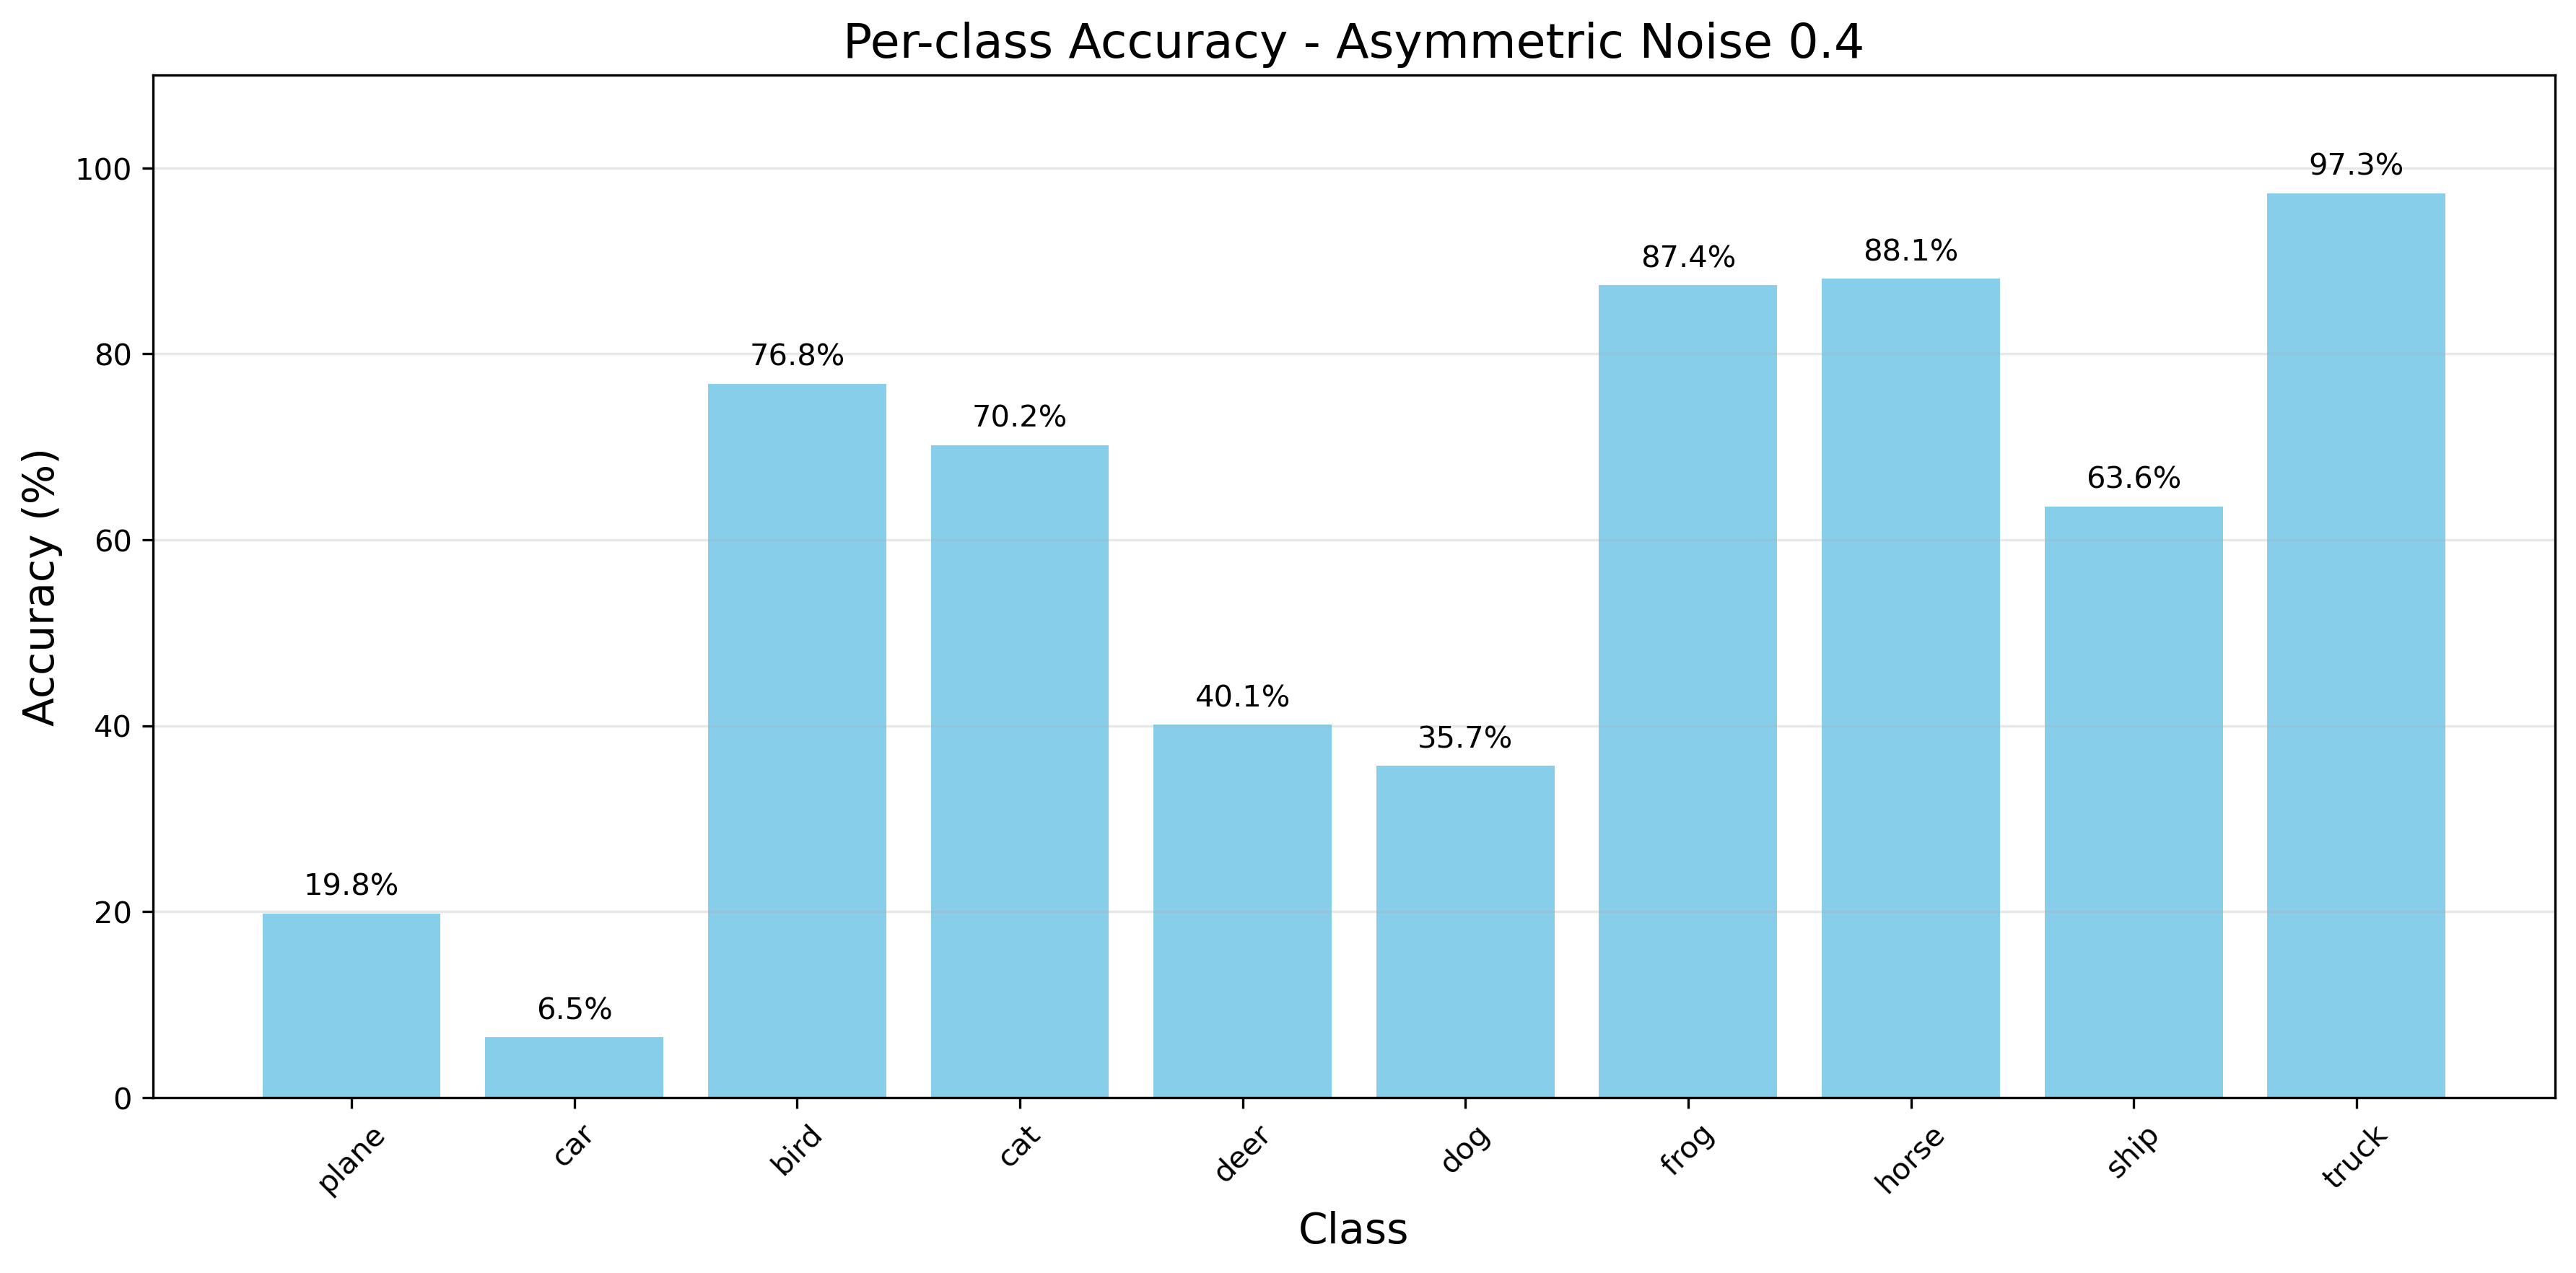 Per-class Accuracy - Asymmetric Noise 0.4
Accuracy (%)
100
80
60
40
20
0
19.8%
6.5%
76.8%
70.2%
40.1%
35.7%
87.4%
88.1%
63.6%
97.3%
plane
car
bird
cat
deer
dog
frog
horse
ship
truck
Class